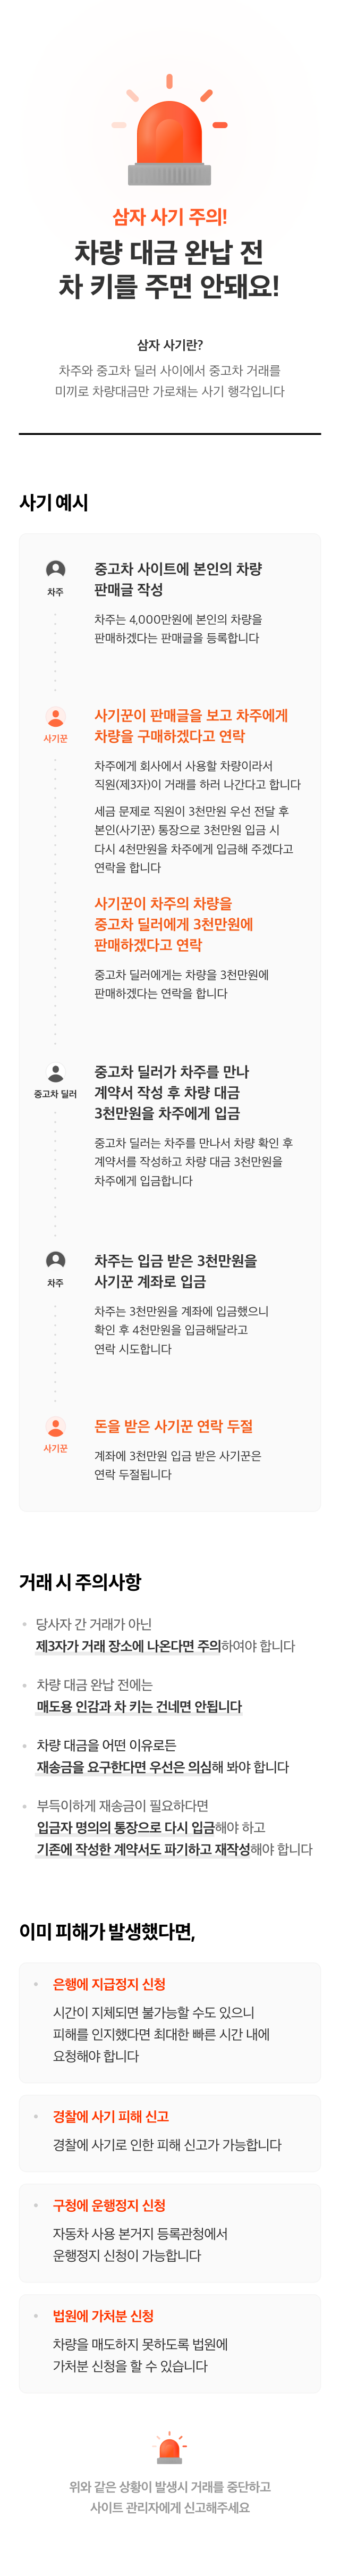 삼자 사기 주의!
차량 대금 완납 전
차 키를 주면 안돼요!
삼자 사기란?
차주와 중고차 딜러 사이에서 중고차 거래를
미끼로 차량대금만 가로채는 사기 행각입니다
사기 예시
차주
중고차 사이트에 본인의 차량
판매글 작성
차주는 4,000만원에 본인의 차량을
판매하겠다는 판매글을 등록합니다
사기꾼
사기꾼이 판매글을 보고 차주에게
차량을 구매하겠다고 연락
차주에게 회사에서 사용할 차량이라서
직원(제3자)이 거래를 하러 나간다고 합니다
세금 문제로 직원이 3천만원 우선 전달 후
본인(사기꾼) 통장으로 3천만원 입금 시
다시 4천만원을 차주에게 입금해 주겠다고
연락을 합니다
사기꾼이 차주의 차량을
중고차 딜러에게 3천만원에
판매하겠다고 연락
중고차 딜러에게는 차량을 3천만원에
판매하겠다는 연락을 합니다
중고차 딜러
중고차 딜러가 차주를 만나
계약서 작성 후 차량 대금
3천만원을 차주에게 입금
중고차 딜러는 차주를 만나서 차량 확인 후
계약서를 작성하고 차량 대금 3천만원을
차주에게 입금합니다
차주
차주는 입금 받은 3천만원을
사기꾼 계좌로 입금
차주는 3천만원을 계좌에 입금했으니
확인 후 4천만원을 입금해달라고
연락 시도합니다
사기꾼
돈을 받은 사기꾼 연락 두절
계좌에 3천만원 입금 받은 사기꾼은
연락 두절됩니다
거래 시 주의사항
당사자 간 거래가 아닌
제3자가 거래 장소에 나온다면 주의하여야 합니다
차량 대금 완납 전에는
매도용 인감과 차 키는 건네면 안됩니다
차량 대금을 어떤 이유로든
재송금을 요구한다면 우선은 의심해 봐야 합니다
부득이하게 재송금이 필요하다면
입금자 명의의 통장으로 다시 입금해야 하고
기존에 작성한 계약서도 파기하고 재작성해야 합니다
이미 피해가 발생했다면,
은행에 지급정지 신청
시간이 지체되면 불가능할 수도 있으니
피해를 인지했다면 최대한 빠른 시간 내에
요청해야 합니다
경찰에 사기 피해 신고
경찰에 사기로 인한 피해 신고가 가능합니다
구청에 운행정지 신청
자동차 사용 본거지 등록관청에서
운행정지 신청이 가능합니다
법원에 가처분 신청
차량을 매도하지 못하도록 법원에
가처분 신청을 할 수 있습니다
위와 같은 상황이 발생시 거래를 중단하고
사이트 관리자에게 신고해주세요